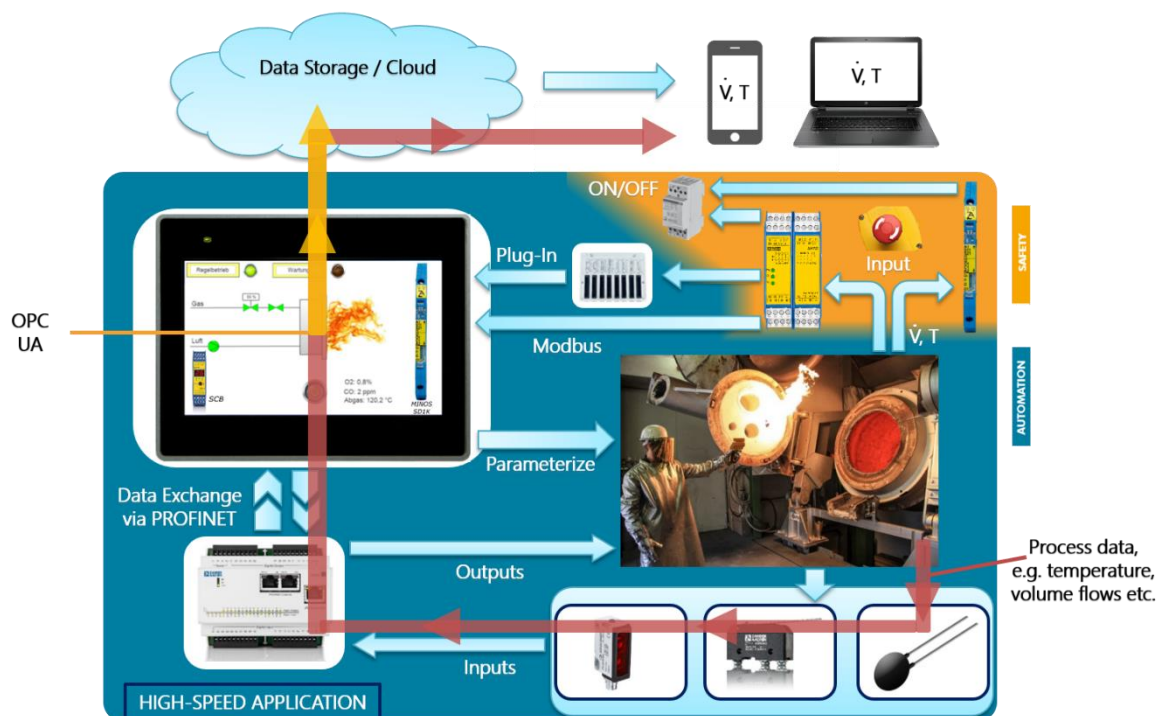 Data Storage / Cloud
V̇, T
V̇, T
ON/OFF
Input
SAFETY
Plug-In
Modbus
V̇, T
OPC
UA
Regelbetrieb
Wartung
Gas
10 %
Luft
O2: 0.8%
CO: 2 ppm
Abgas: 120,2 °C
SCB
MINOS
SD1K
AUTOMATION
Parameterize
Data Exchange
via PROFINET
Outputs
Process data,
e.g. temperature,
volume flows etc.
Inputs
HIGH-SPEED APPLICATION